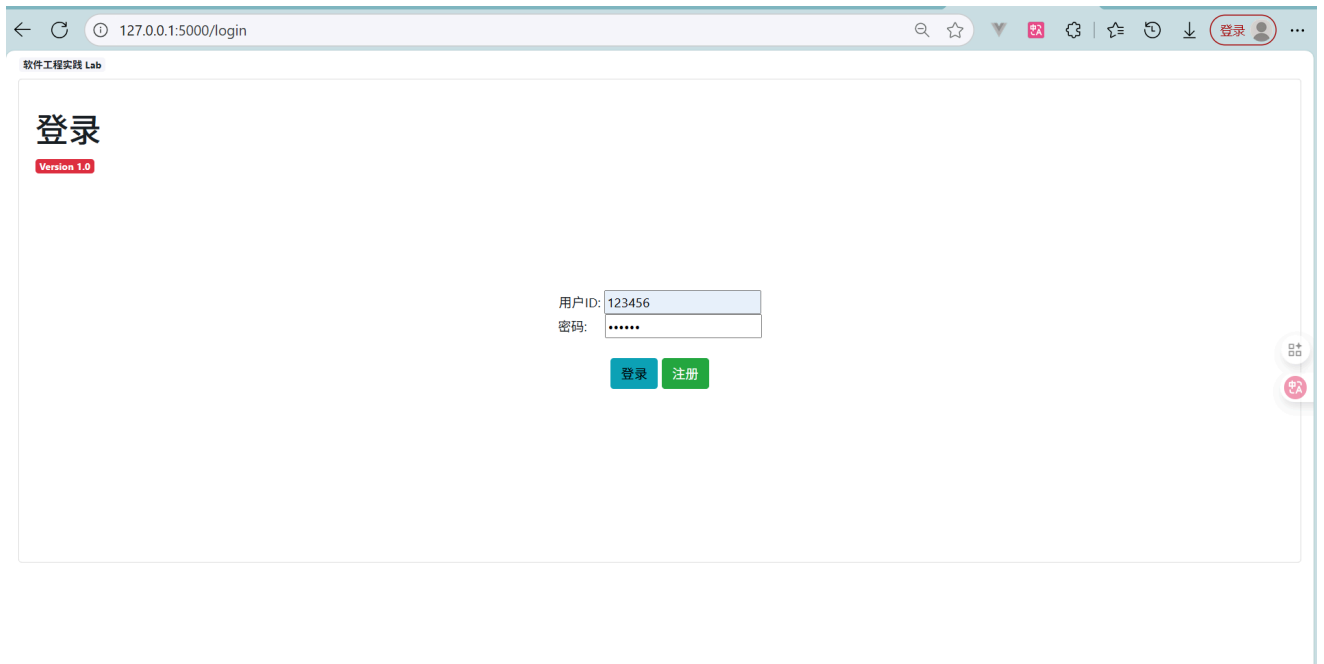 127.0.0.1:5000/login
登录
软件工程实践 Lab
登录
Version 1.0
用户ID: 123456
密码: ••••••
登录 注册